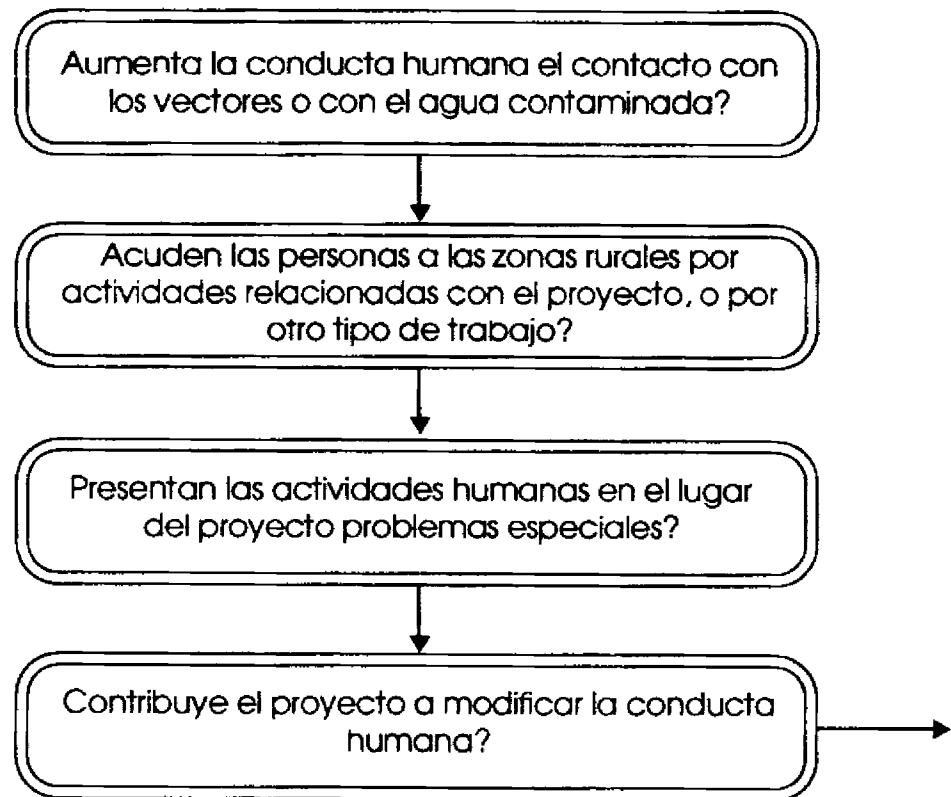 Aumenta la conducta humana el contacto con
los vectores o con el agua contaminada?
Acuden las personas a las zonas rurales por
actividades relacionadas con el proyecto, o por
otro tipo de trabajo?
Presentan las actividades humanas en el lugar
del proyecto problemas especiales?
Contribuye el proyecto a modificar la conducta
humana?